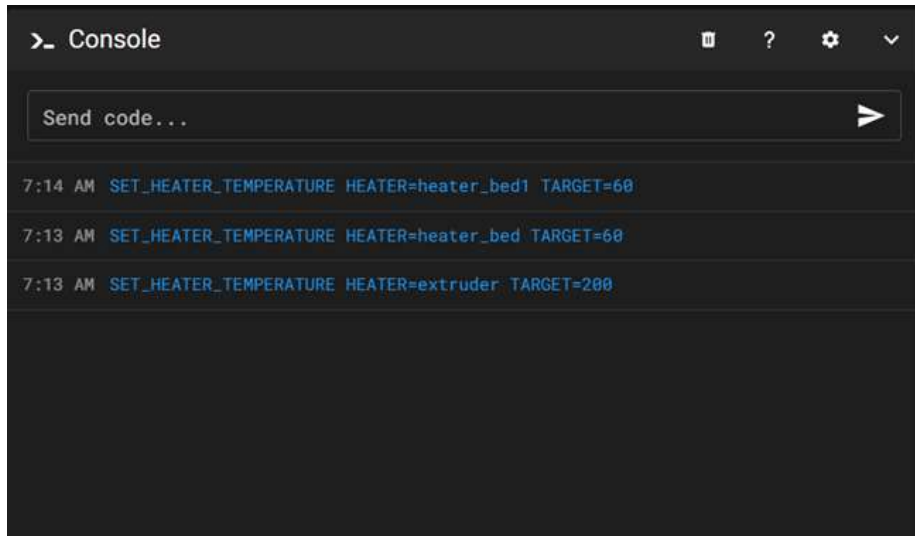 Console
Send code...
7:14 AM SET_HEATER_TEMPERATURE HEATER=heater_bed1 TARGET=60
7:13 AM SET_HEATER_TEMPERATURE HEATER=heater_bed TARGET=60
7:13 AM SET_HEATER_TEMPERATURE HEATER=extruder TARGET=200